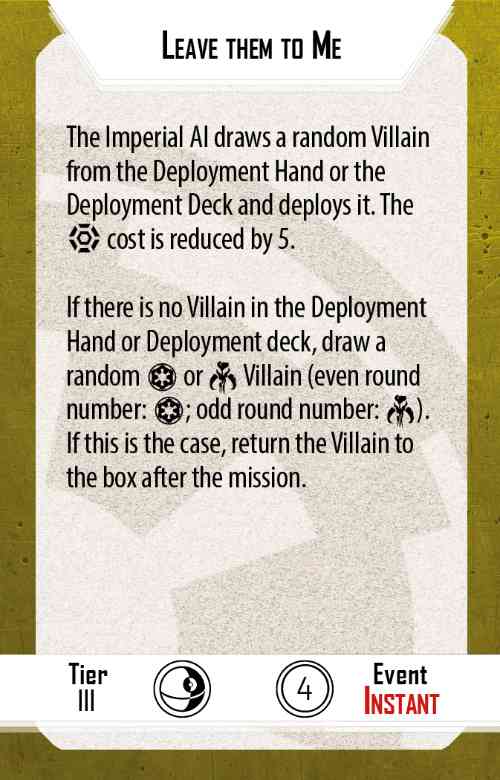 Leave them to Me
The Imperial AI draws a random Villain
from the Deployment Hand or the
Deployment Deck and deploys it. The
cost is reduced by 5.
If there is no Villain in the Deployment
Hand or Deployment deck, draw a
random or Villain (even round
number: ; odd round number: ).
If this is the case, return the Villain to
the box after the mission.
Tier
III
4
Event
Instant